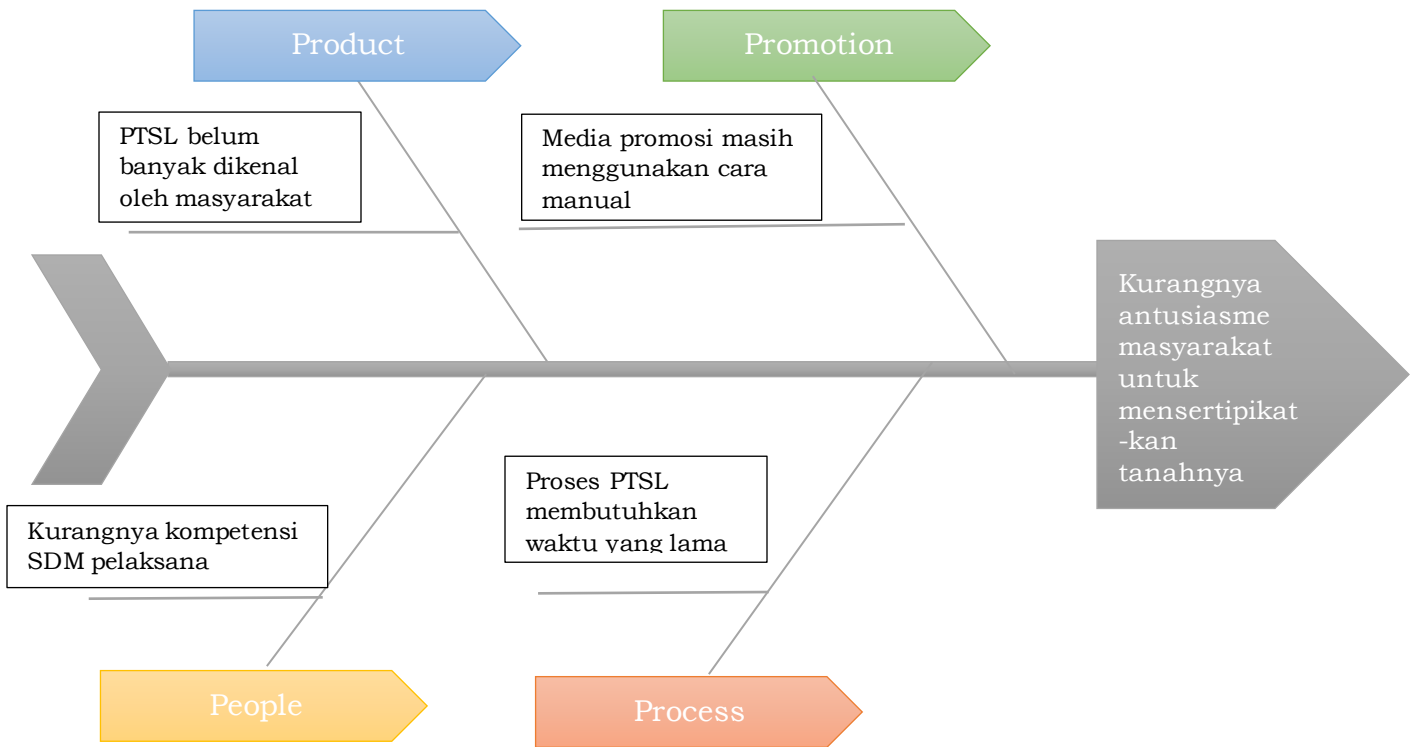 Product
Promotion
PTSL belum
banyak dikenal
oleh masyarakat
Media promosi masih
menggunakan cara
manual
Kurangnya
antusiasme
masyarakat
untuk
mensertipikat
-kan
tanahnya
Kurangnya kompetensi
SDM pelaksana
Proses PTSL
membutuhkan
waktu yang lama
People
Process